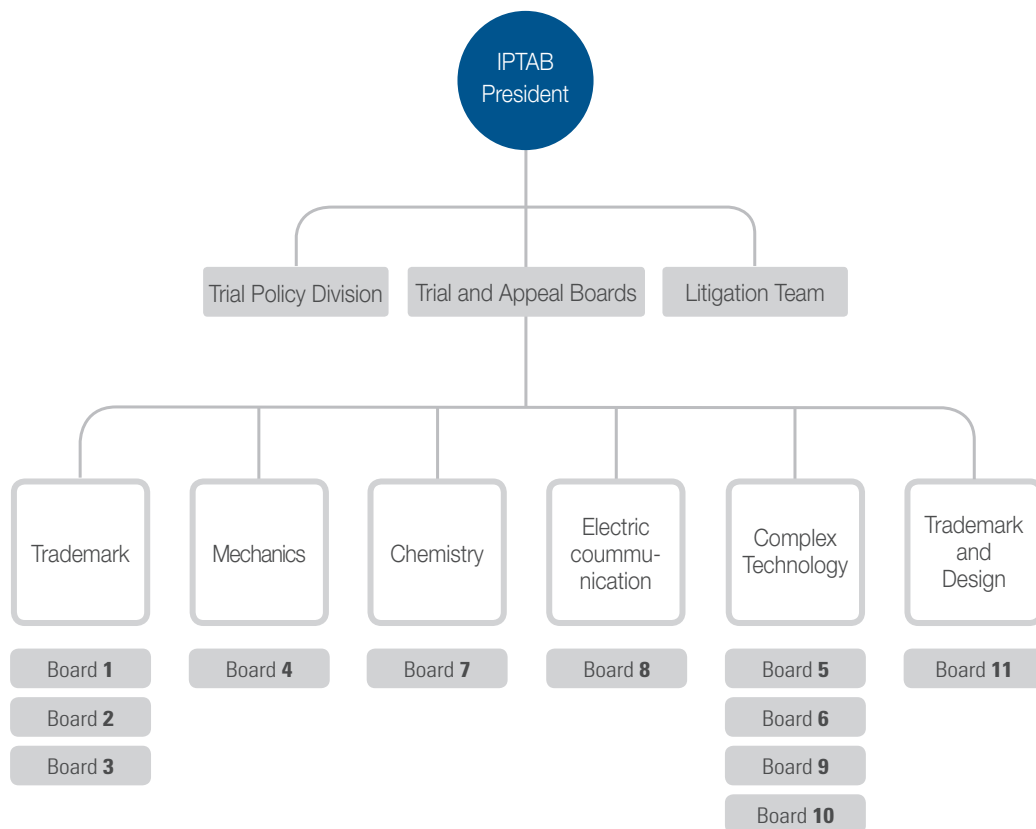 IPTAB
President
Trial Policy Division
Trial and Appeal Boards
Litigation Team
Trademark
Mechanics
Chemistry
Electric
coummu-
nication
Complex
Technology
Trademark
and
Design
Board 1
Board 4
Board 7
Board 8
Board 5
Board 11
Board 2
Board 6
Board 3
Board 9
Board 10